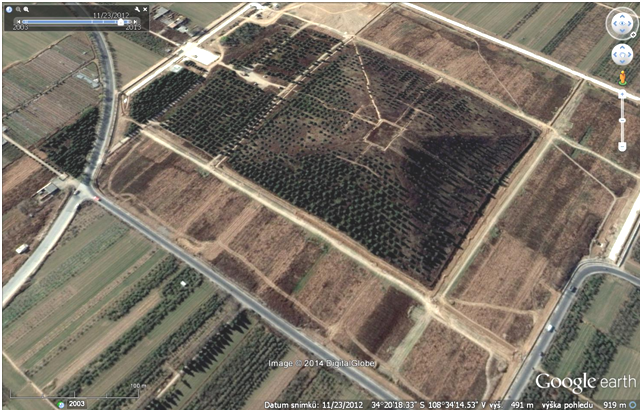 11/23/2012
2003
2013
Image © 2014 DigitalGlobe
Google earth
100 m
2003
Datum snímků: 11/23/2012 34°20'18.33" S 108°34'14.53" V výš. 491 m výška pohledu 919 m